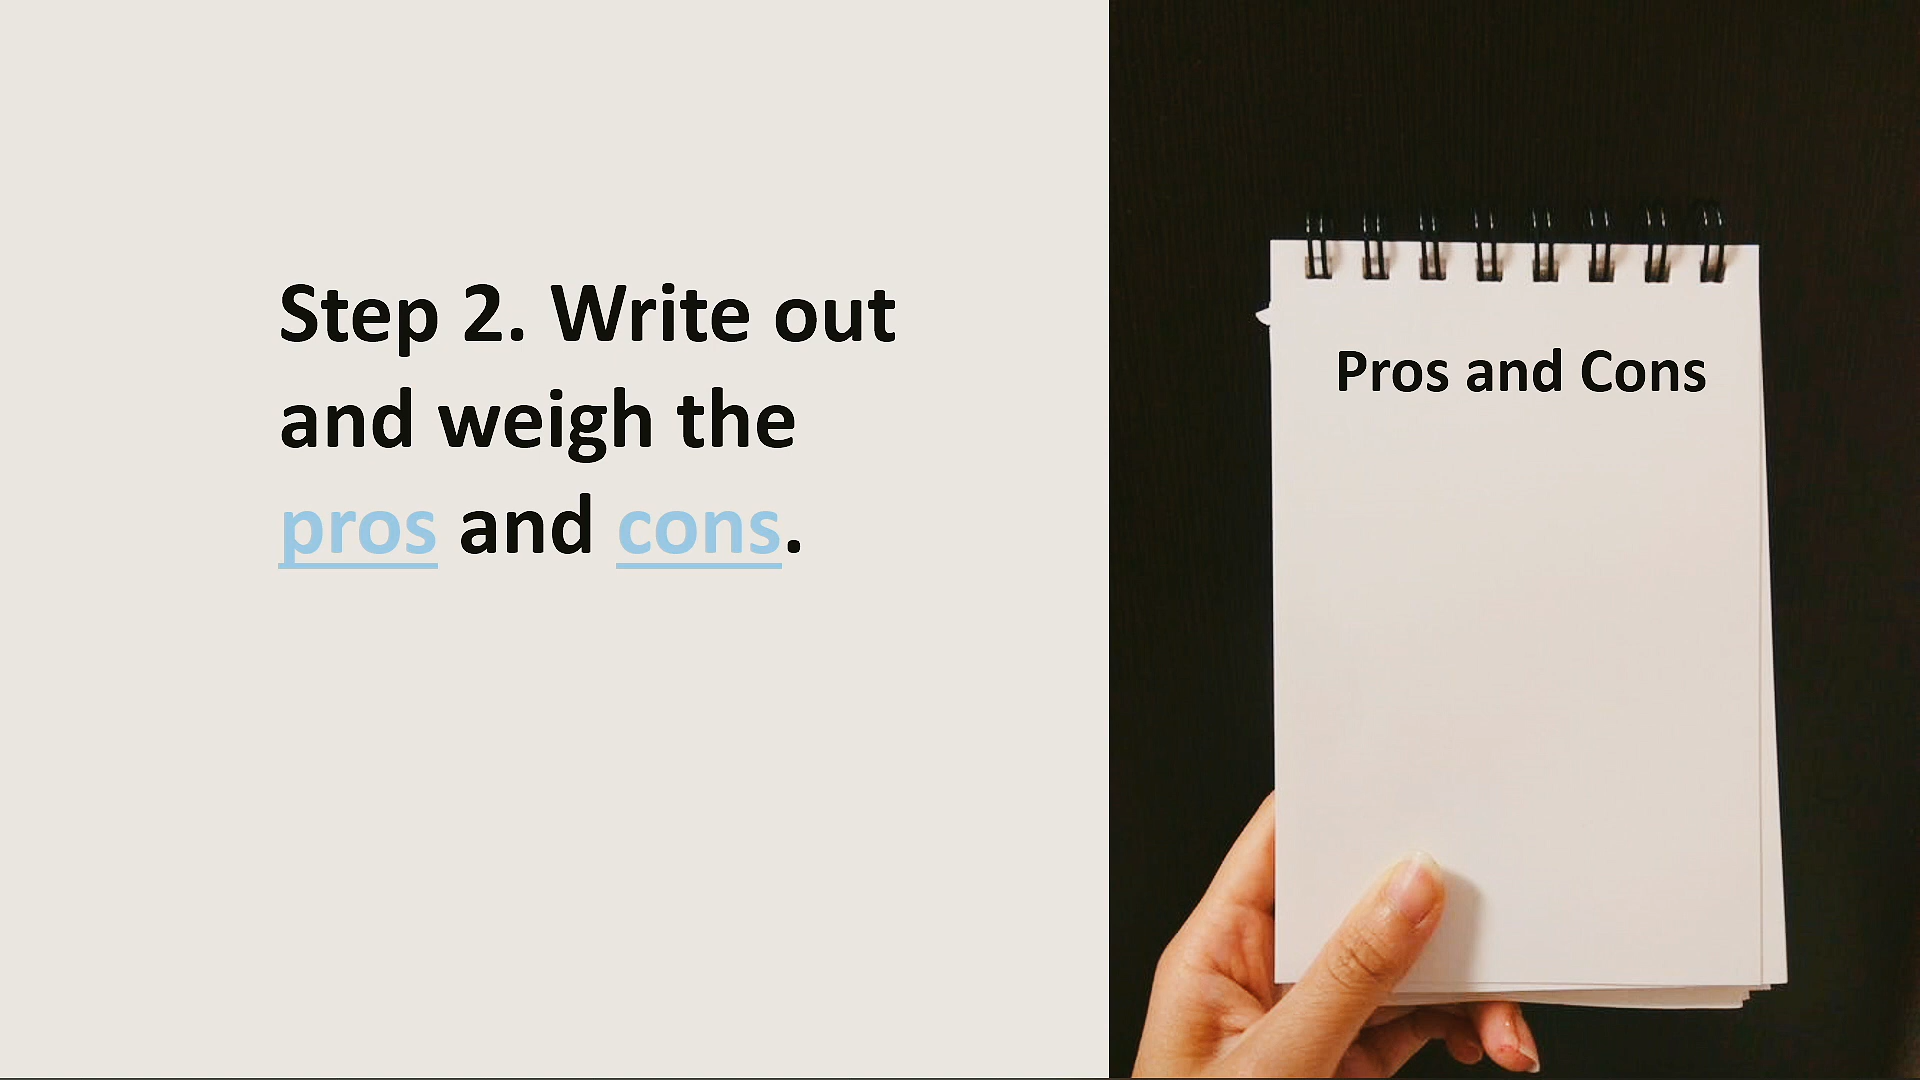 Step 2. Write out
and weigh the
pros and cons.
Pros and Cons